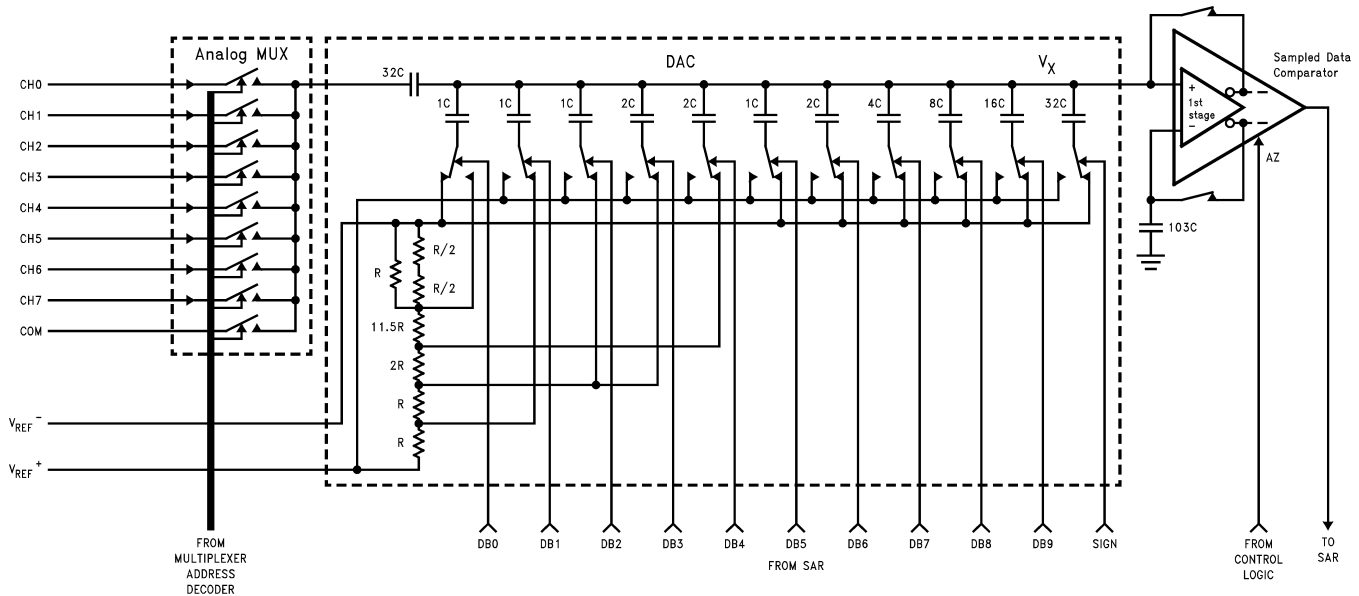 Analog MUX
DAC
V_X
Sampled Data
Comparator
CH0
CH1
CH2
CH3
CH4
CH5
CH6
CH7
COM
32C
1C
1C
1C
2C
2C
1C
2C
4C
8C
16C
32C
+
1st
stage
−
AZ
103C
R
R/2
R/2
11.5R
2R
R
R
V_REF^−
V_REF^+
DB0
DB1
DB2
DB3
DB4
DB5
DB6
DB7
DB8
DB9
SIGN
FROM SAR
FROM
MULTIPLEXER
ADDRESS
DECODER
FROM
CONTROL
LOGIC
TO
SAR